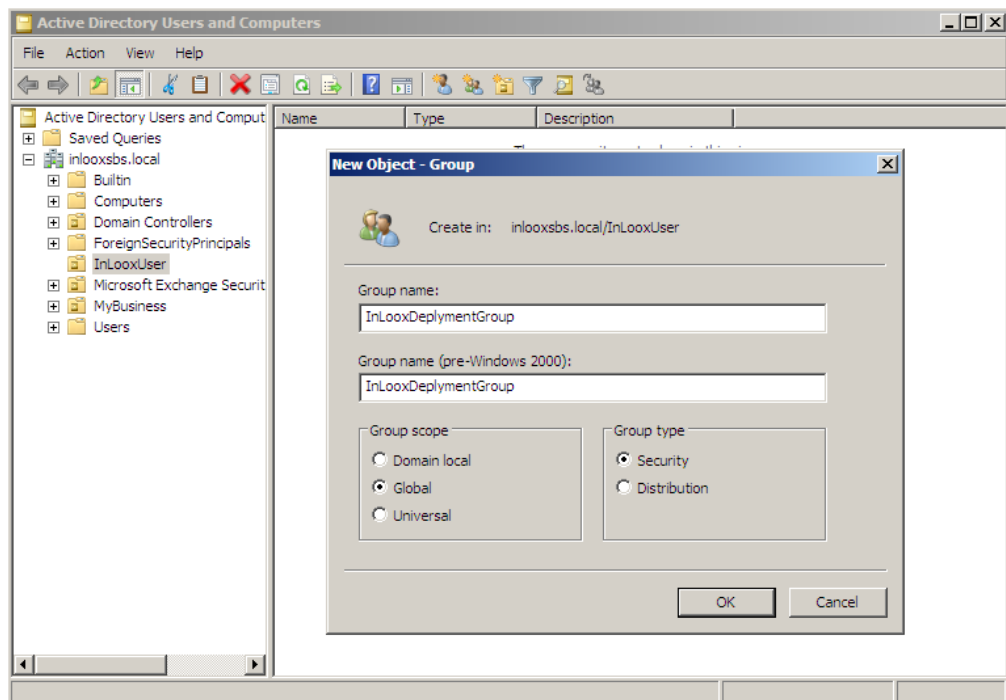 Active Directory Users and Computers
File Action View Help
Active Directory Users and Comput
Name Type Description
Saved Queries
inlooxsbs.local
Builtin
Computers
Domain Controllers
ForeignSecurityPrincipals
InLooxUser
Microsoft Exchange Securit
MyBusiness
Users
New Object - Group
Create in: inlooxsbs.local/InLooxUser
Group name:
InLooxDeplymentGroup
Group name (pre-Windows 2000):
InLooxDeplymentGroup
Group scope
Domain local
Global
Universal
Group type
Security
Distribution
OK Cancel